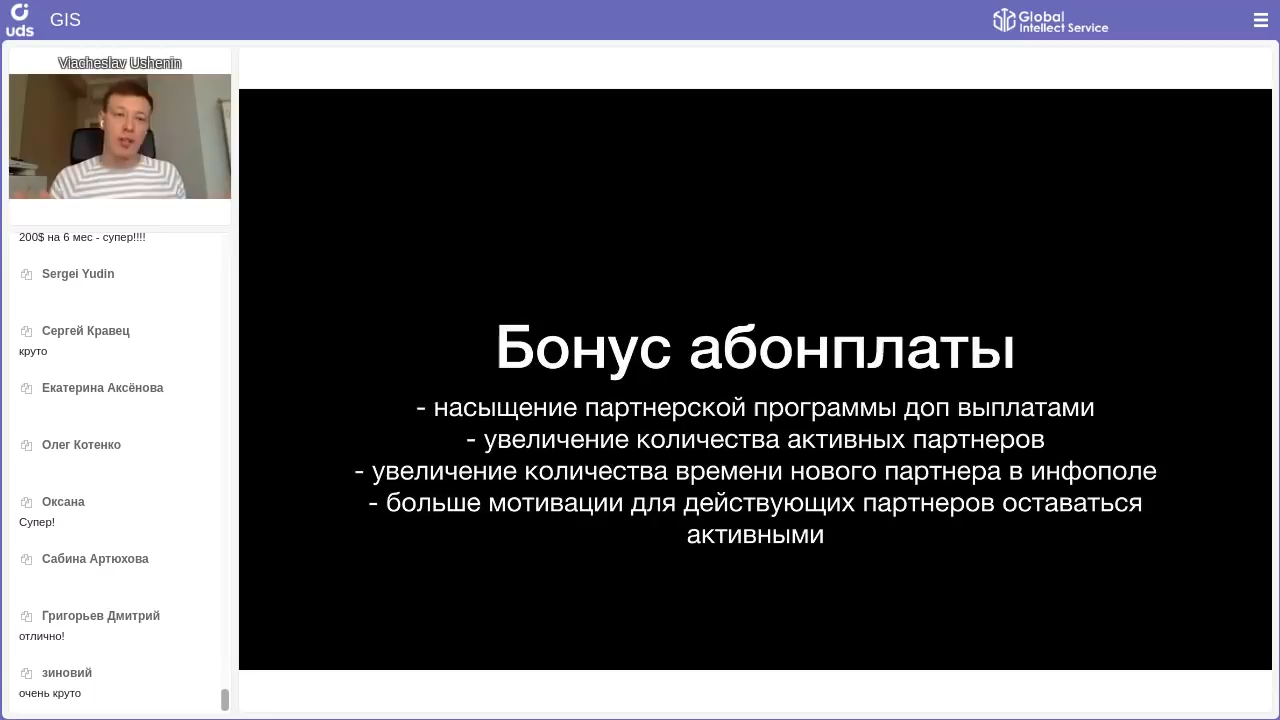 uds
GIS
Global
Intellect Service
Viacheslav Ushenin
200$ на 6 мес - супер!!!!
Sergei Yudin
Сергей Кравец
круто
Екатерина Аксёнова
Олег Котенко
Оксана
Супер!
Сабина Артюхова
Григорьев Дмитрий
отлично!
зиновий
очень круто
Бонус абонплаты
- насыщение партнерской программы доп выплатами
- увеличение количества активных партнеров
- увеличение количества времени нового партнера в инфополе
- больше мотивации для действующих партнеров оставаться
активными